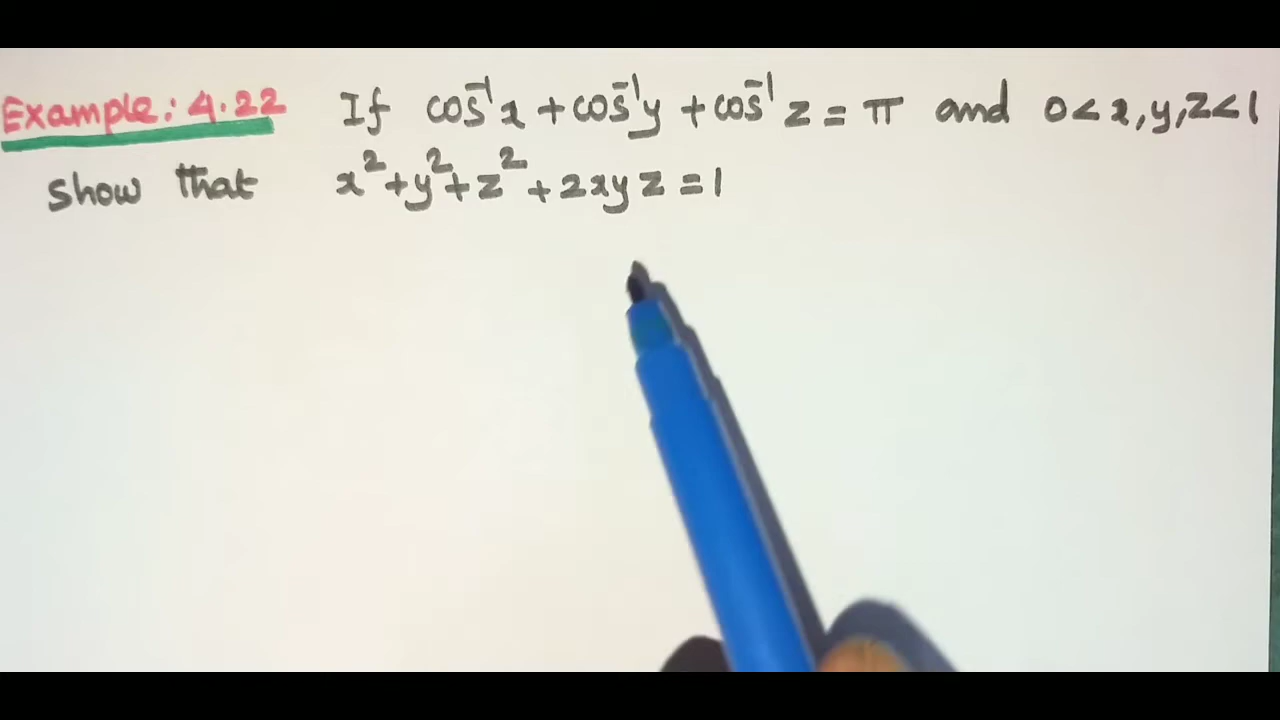 Example: 4.22 If cos⁻¹x + cos⁻¹y + cos⁻¹z = π and 0<x,y,z<1
show that x² + y² + z² + 2xyz = 1